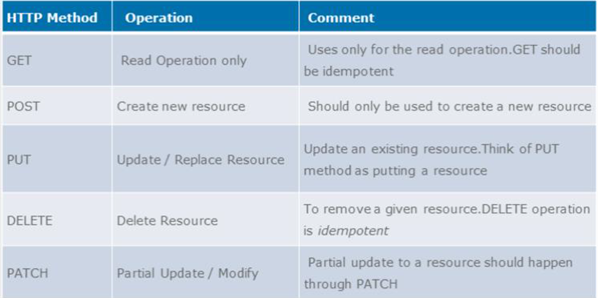 HTTP Method Operation Comment
GET Read Operation only Uses only for the read operation.GET should
be idempotent
POST Create new resource Should only be used to create a new resource
PUT Update / Replace Resource Update an existing resource.Think of PUT
method as putting a resource
DELETE Delete Resource To remove a given resource.DELETE operation
is idempotent
PATCH Partial Update / Modify Partial update to a resource should happen
through PATCH